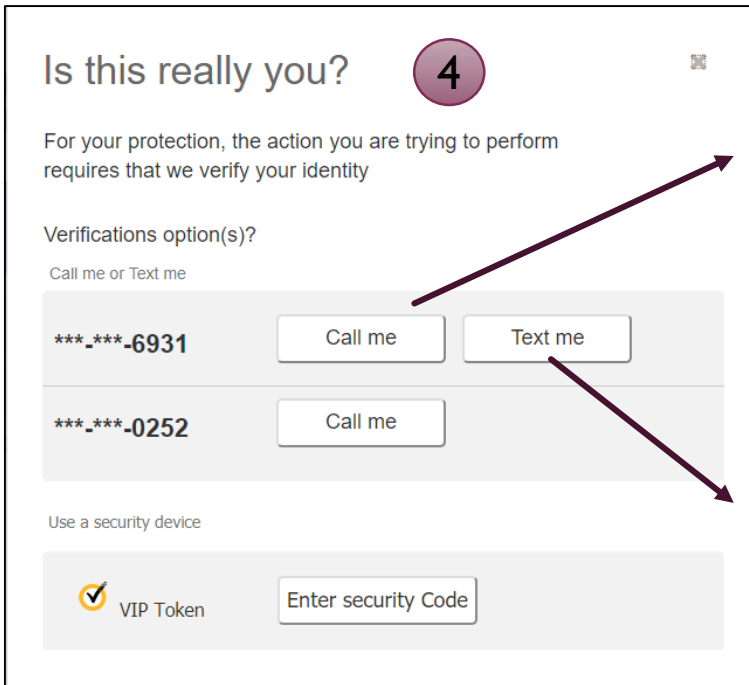 Is this really you?
4
For your protection, the action you are trying to perform
requires that we verify your identity
Verifications option(s)?
Call me or Text me
***-***-6931 Call me Text me
***-***-0252 Call me
Use a security device
VIP Token Enter security Code